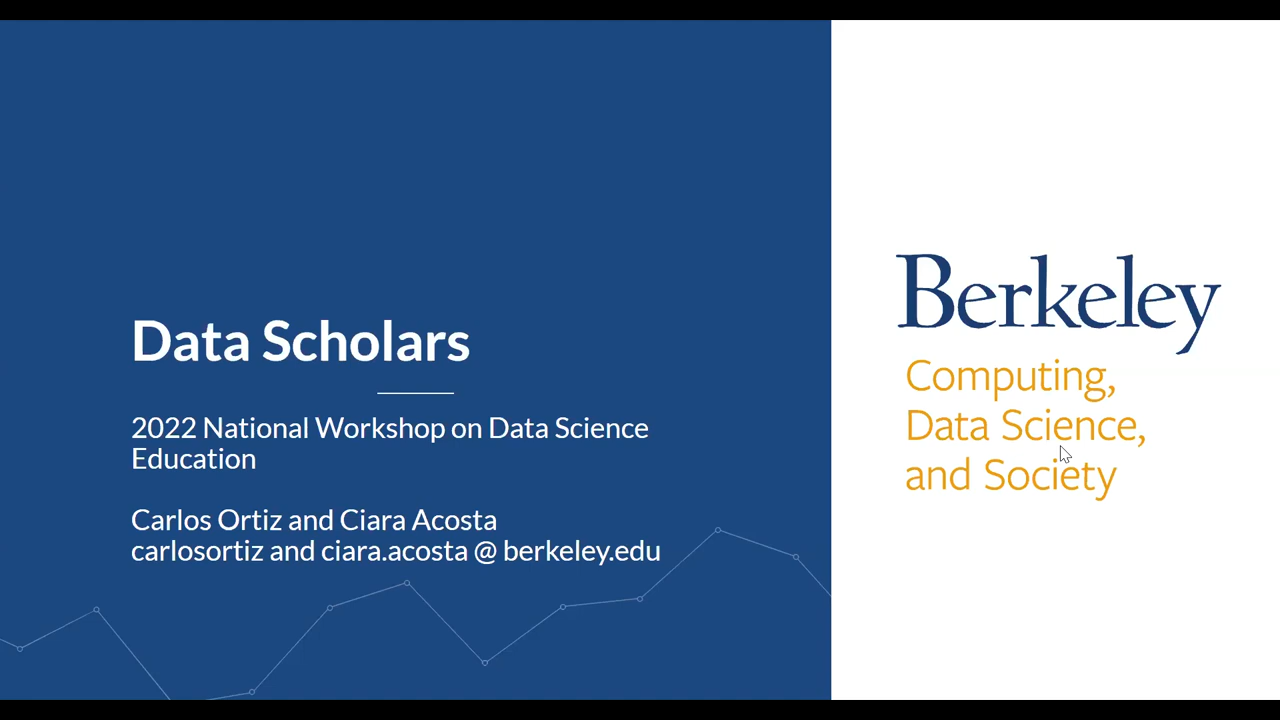 Data Scholars
2022 National Workshop on Data Science
Education
Carlos Ortiz and Ciara Acosta
carlosortiz and ciara.acosta @ berkeley.edu
Berkeley
Computing,
Data Science,
and Society